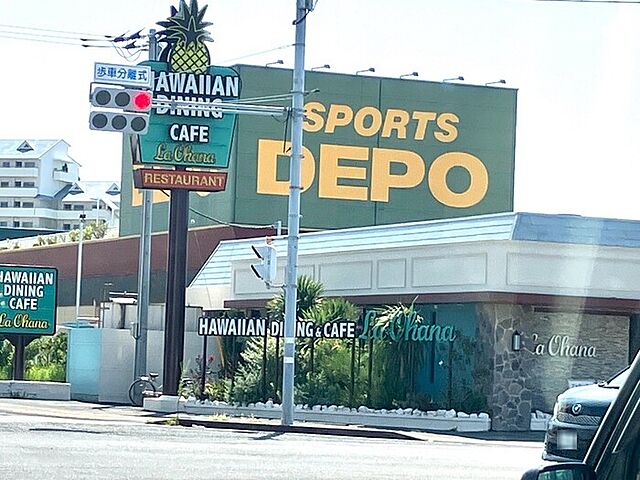 歩車分離式
HAWAIIAN
DINING
CAFE
La Ohana
RESTAURANT
SPORTS
DEPO
HAWAIIAN
DINING
CAFE
La Ohana
HAWAIIAN DINING & CAFE La Ohana
La Ohana